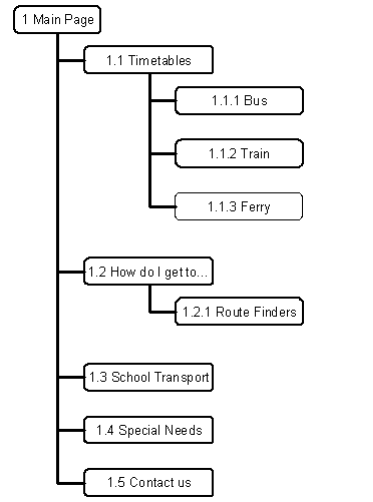 1 Main Page
1.1 Timetables
1.1.1 Bus
1.1.2 Train
1.1.3 Ferry
1.2 How do I get to...
1.2.1 Route Finders
1.3 School Transport
1.4 Special Needs
1.5 Contact us